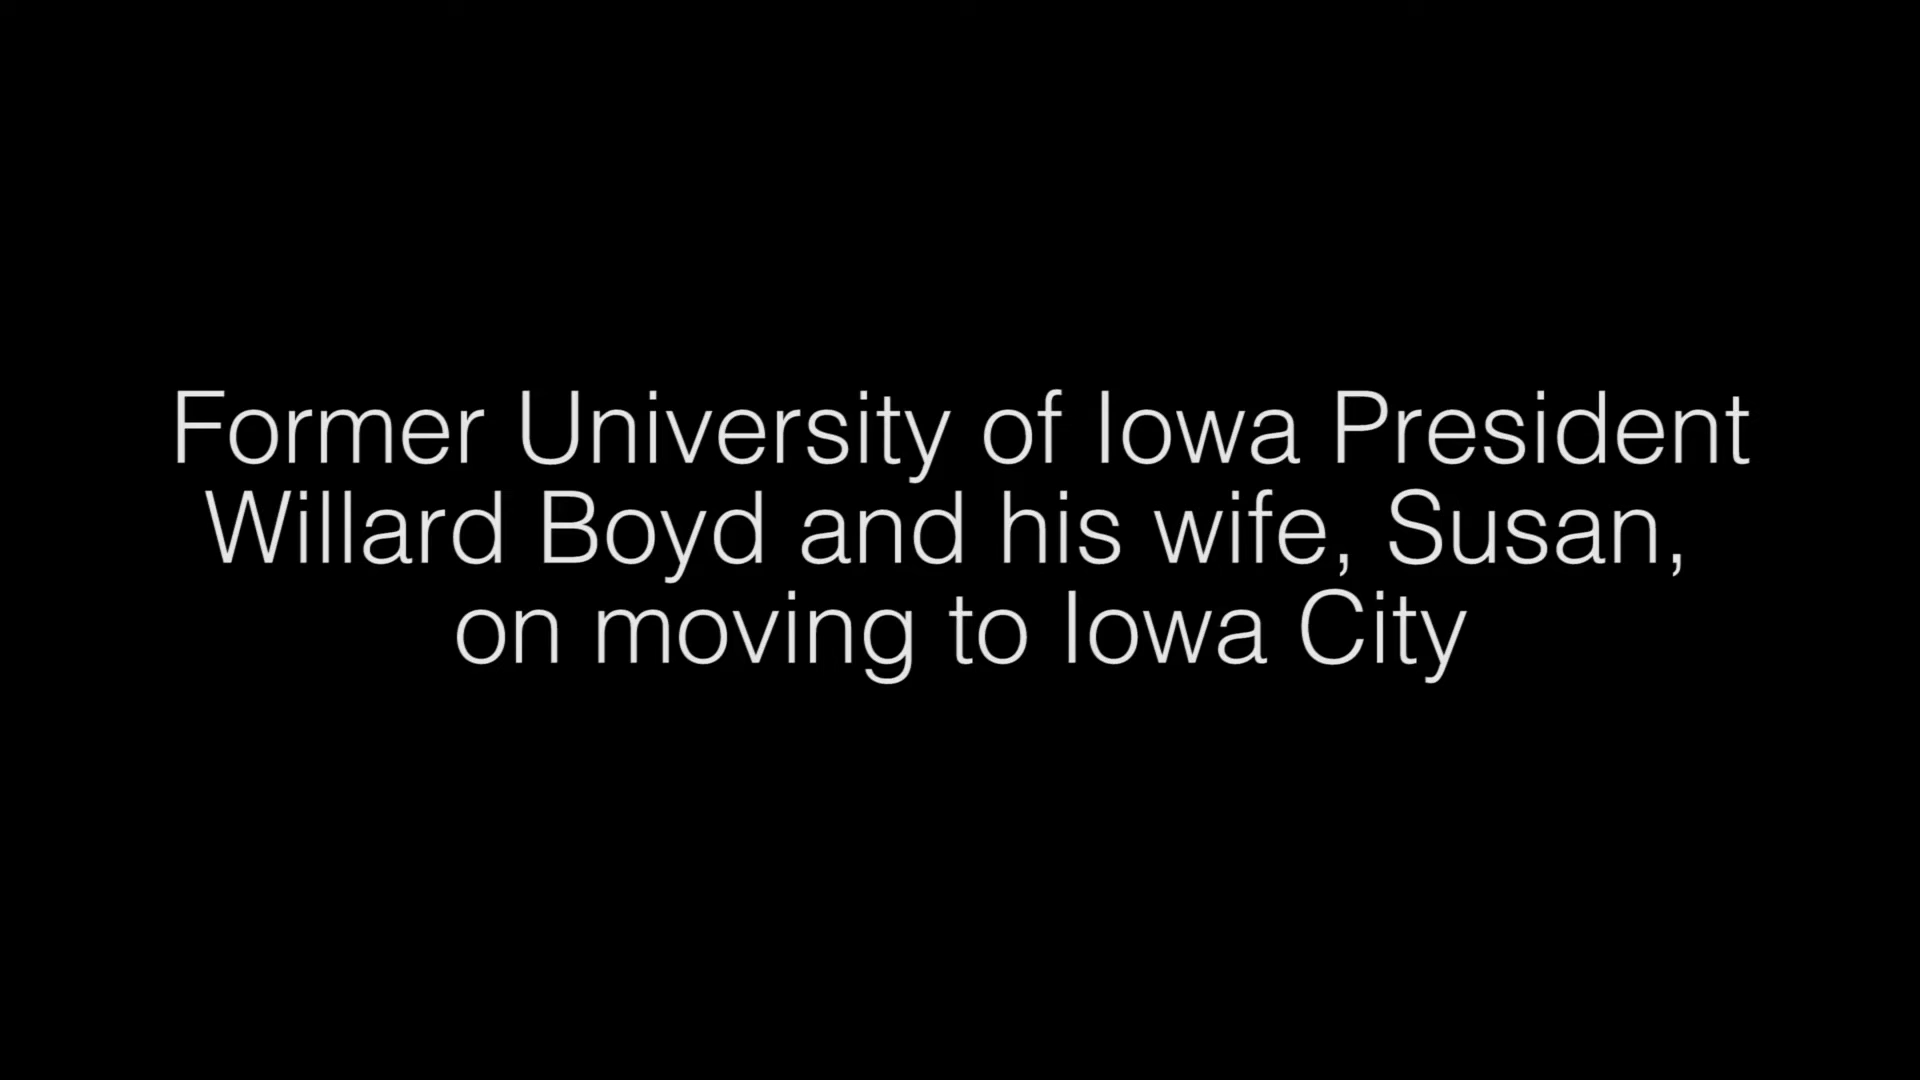 Former University of Iowa President
Willard Boyd and his wife, Susan,
on moving to Iowa City